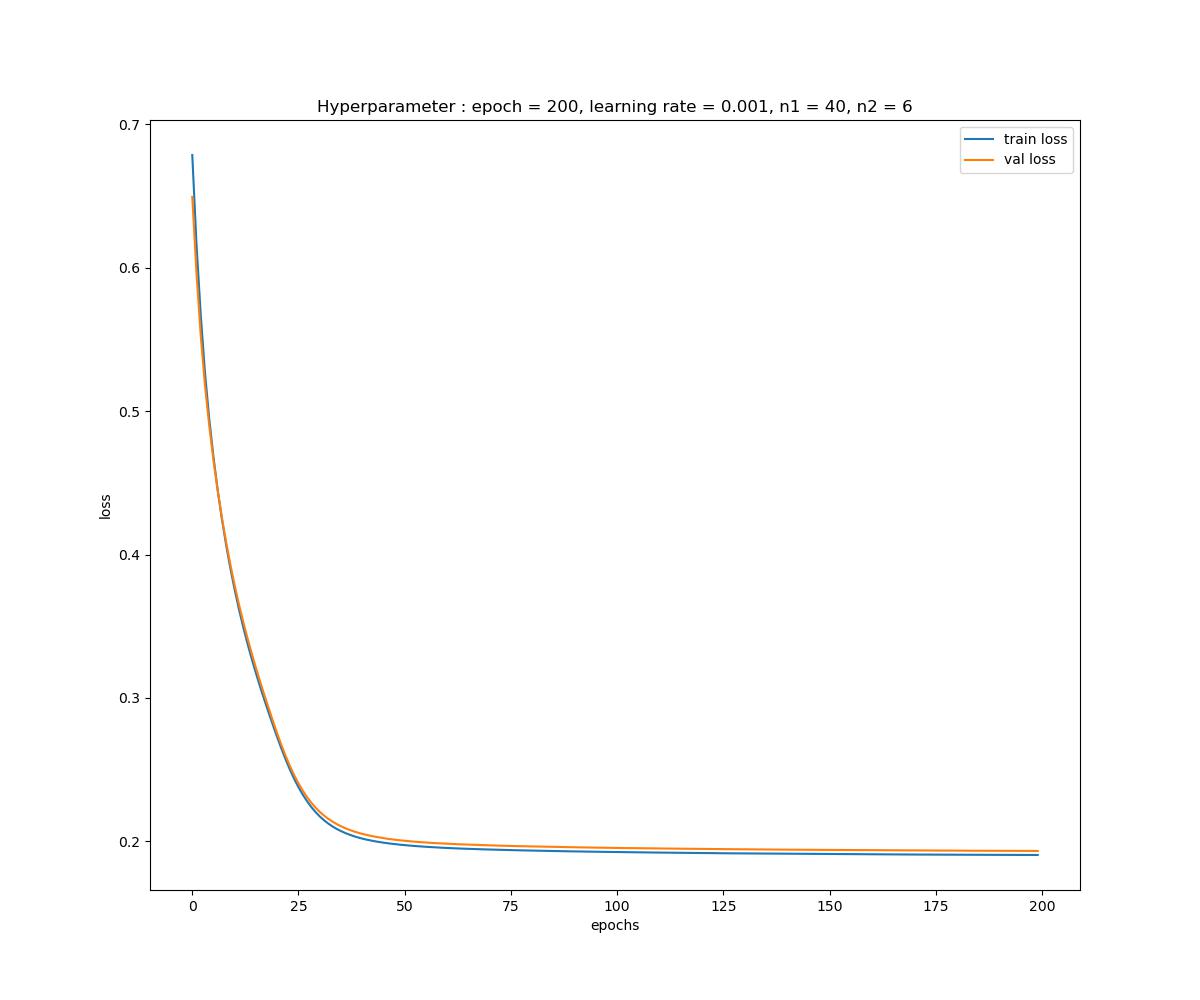 Hyperparameter : epoch = 200, learning rate = 0.001, n1 = 40, n2 = 6
train loss
val loss
0.7
0.6
0.5
0.4
0.3
0.2
loss
0 25 50 75 100 125 150 175 200
epochs